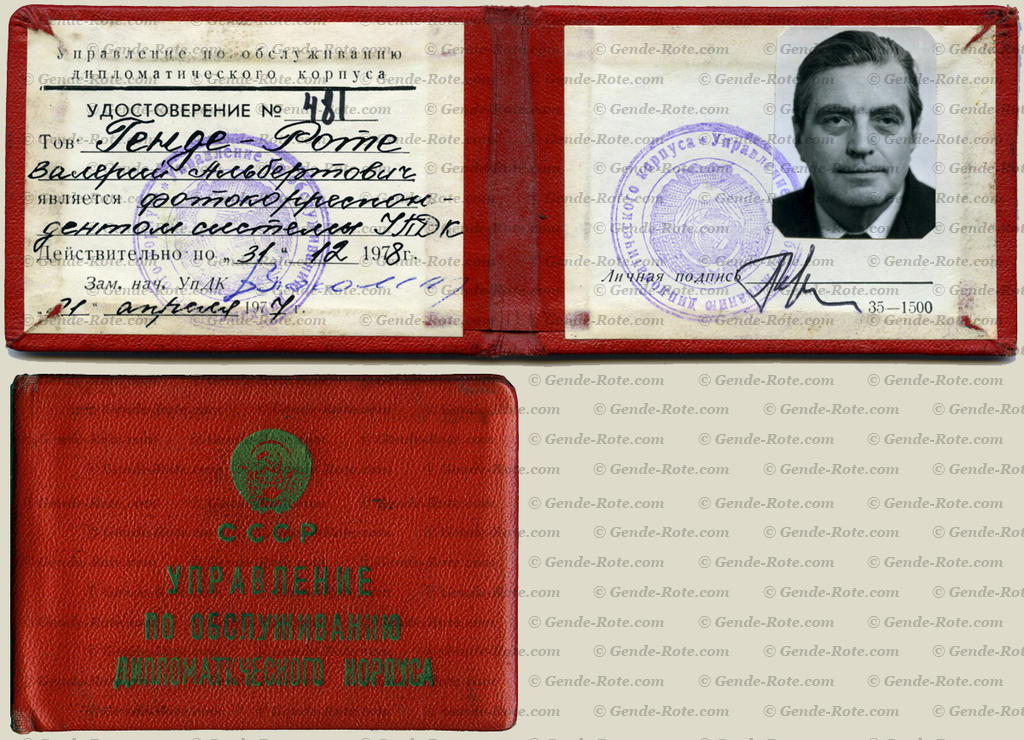 Управление по обслуживанию
дипломатического корпуса
УДОСТОВЕРЕНИЕ № 481
Тов. Генде-Роте
Валерий Альбертович
является фотокорреспон-
дентом системы УПДК
Действительно по „31“ 12 1978г.
Зам. нач. УпДК
„21“ апреля 1977 г.
Личная подпись
35—1500
СССР
УПРАВЛЕНИЕ
ПО ОБСЛУЖИВАНИЮ
ДИПЛОМАТИЧЕСКОГО КОРПУСА
© Gende-Rote.com